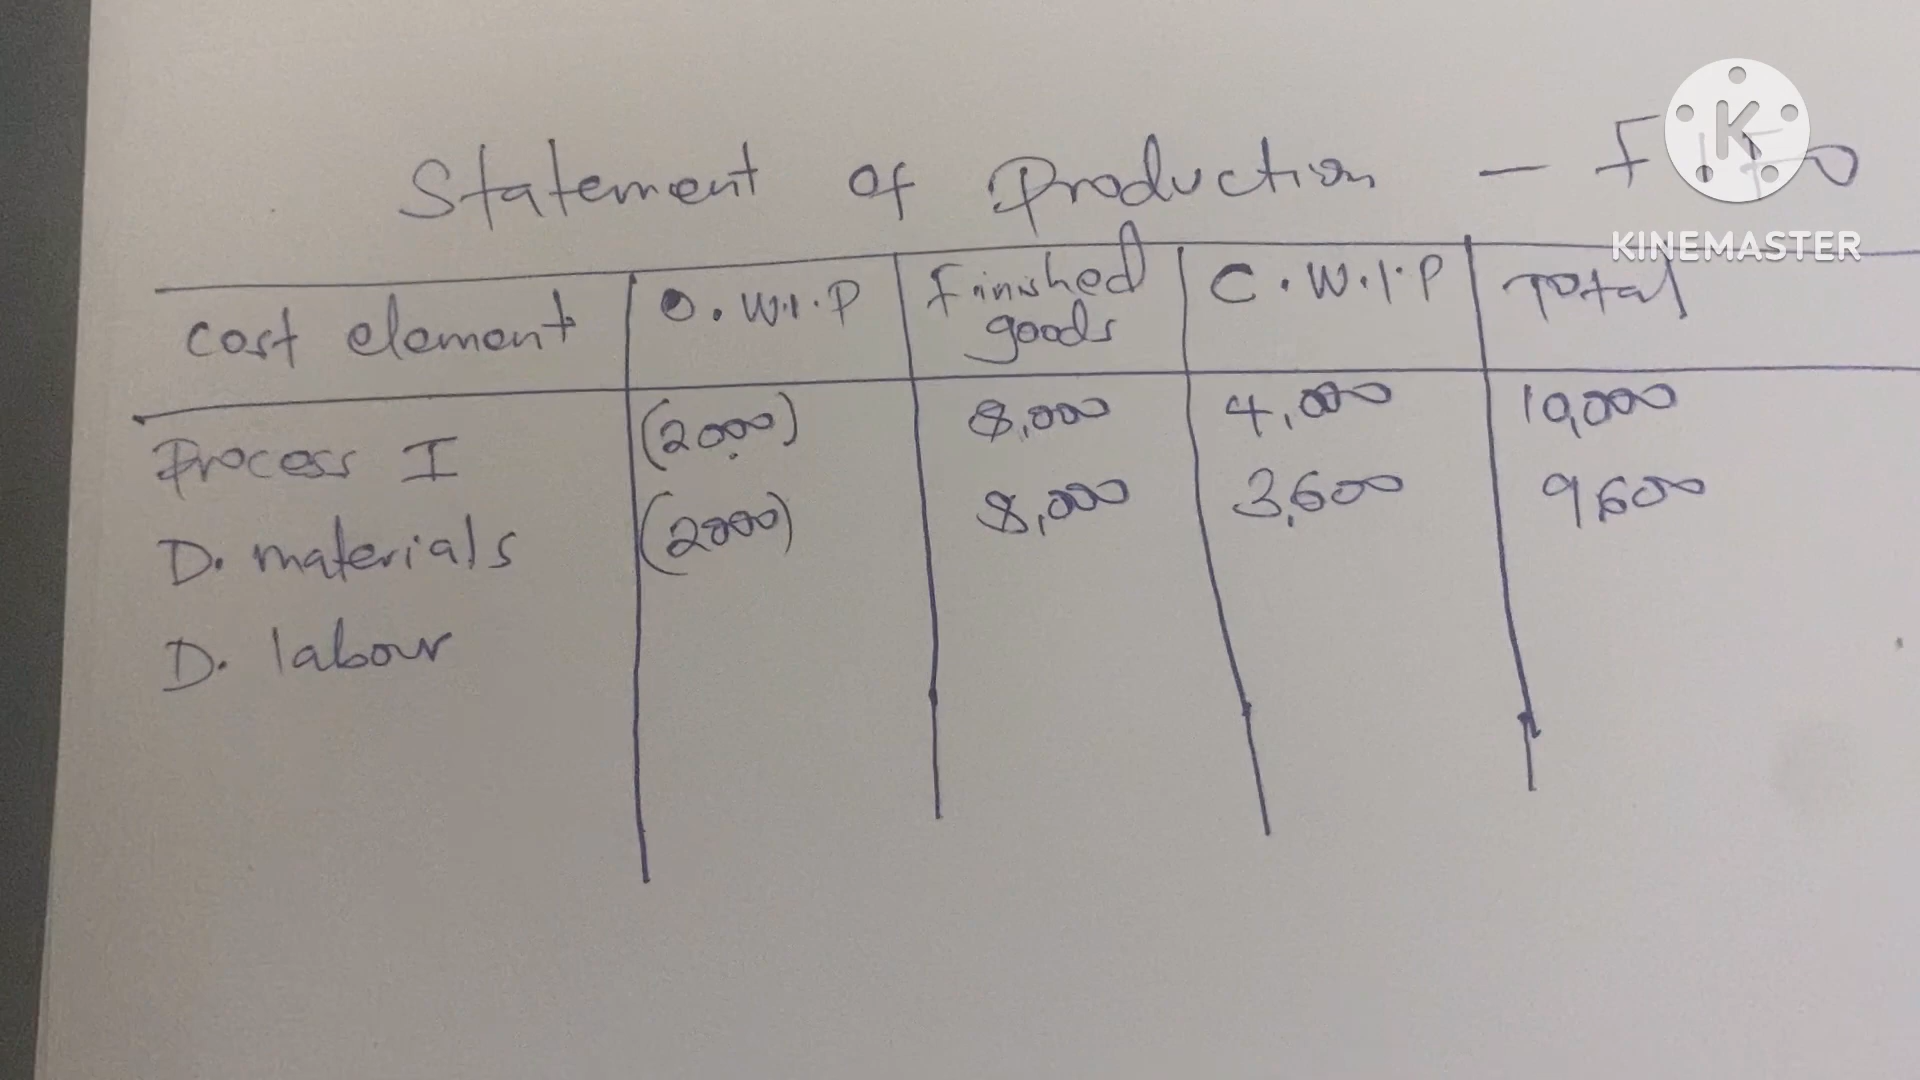 Statement of Production - FIFO
KINEMASTER
Cost element O.W.I.P Finished goods C.W.I.P Total
Process I (2000) 8,000 4,000 10,000
D. materials (2000) 8,000 3,600 9,600
D. labour